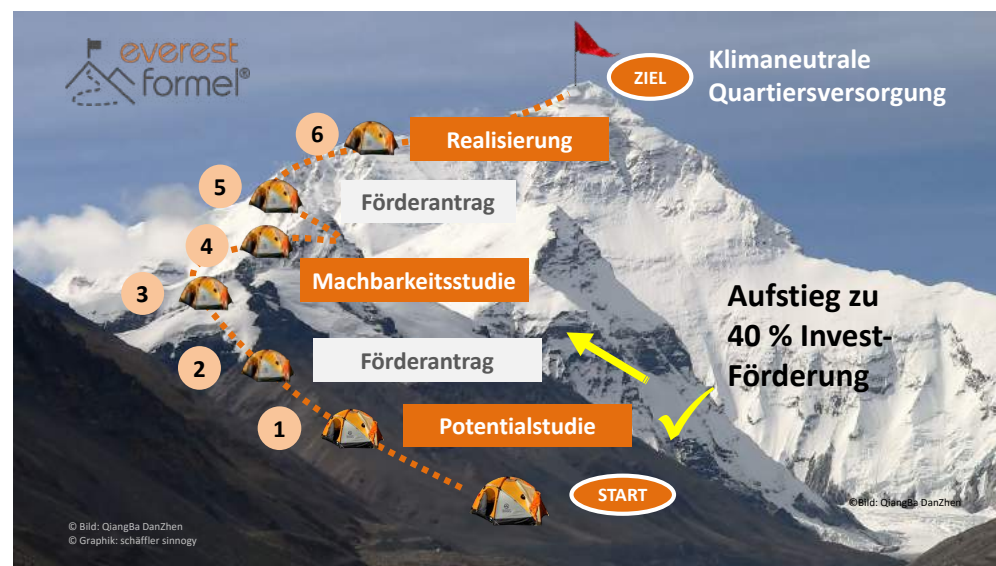 everest
formel®
ZIEL
Klimaneutrale
Quartiersversorgung
6
Realisierung
5
Förderantrag
4
Machbarkeitsstudie
3
Aufstieg zu
40 % Invest-
Förderung
2
Förderantrag
1
Potentialstudie
START
©Bild: QiangBa DanZhen
© Bild: QiangBa DanZhen
© Graphik: schäffler sinnogy